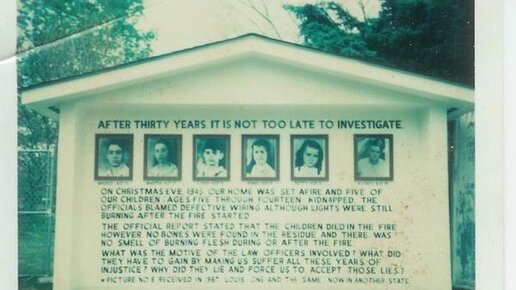 AFTER THIRTY YEARS IT IS NOT TOO LATE TO INVESTIGATE.
ON CHRISTMAS EVE, 1945, OUR HOME WAS SET AFIRE AND FIVE OF
OUR CHILDREN, AGES FIVE THROUGH FOURTEEN KIDNAPPED. THE
OFFICIALS BLAMED DEFECTIVE WIRING, ALTHOUGH LIGHTS WERE STILL
BURNING AFTER THE FIRE STARTED.
THE OFFICIAL REPORT STATED THAT THE CHILDREN DIED IN THE FIRE
HOWEVER NO BONES WERE FOUND IN THE RESIDUE AND THERE WAS
NO SMELL OF BURNING FLESH DURING OR AFTER THE FIRE.
WHAT WAS THE MOTIVE OF THE LAW OFFICERS INVOLVED? WHAT DID
THEY HAVE TO GAIN BY MAKING US SUFFER ALL THESE YEARS OF
INJUSTICE? WHY DID THEY LIE AND FORCE US TO ACCEPT THOSE LIES?
* PICTURE NO. 6 RECEIVED IN 1967 LOUIS ONE AND THE SAME NOW IN ANOTHER STATE